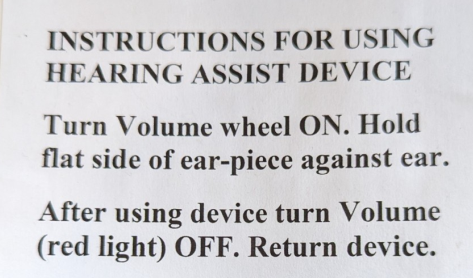 INSTRUCTIONS FOR USING
HEARING ASSIST DEVICE
Turn Volume wheel ON. Hold
flat side of ear-piece against ear.
After using device turn Volume
(red light) OFF. Return device.